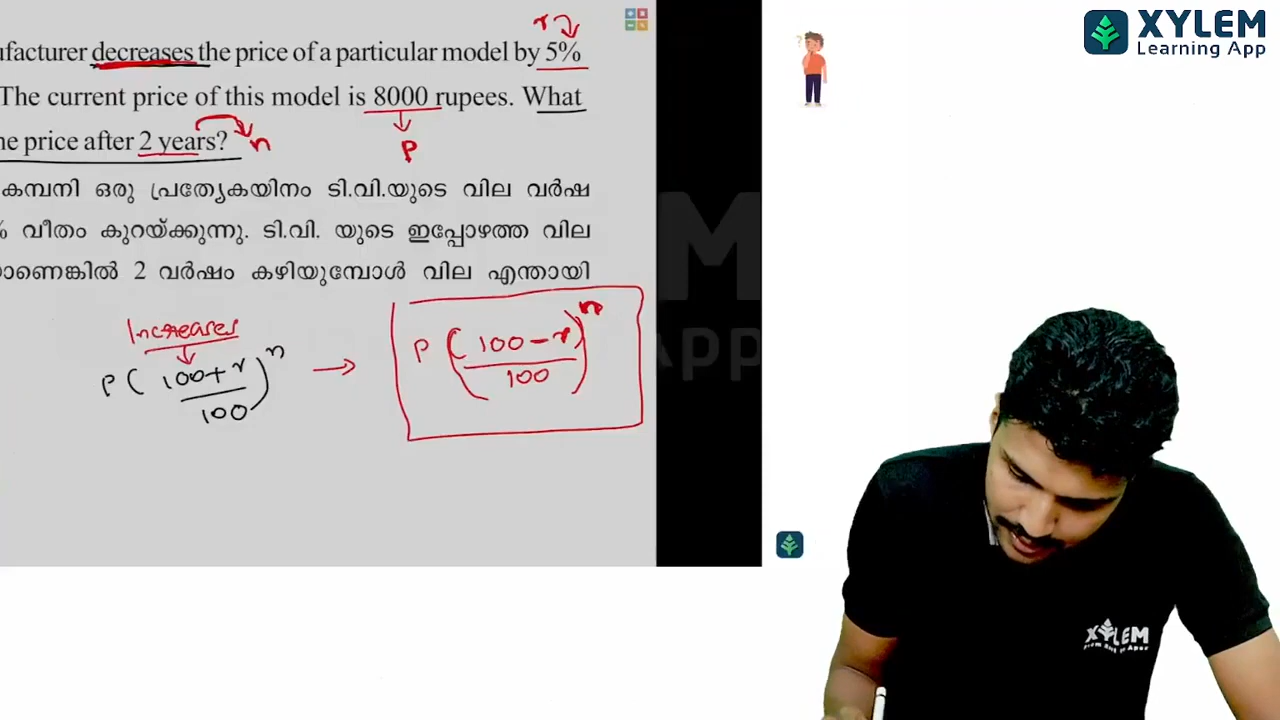 ufacturer decreases the price of a particular model by 5%
r
The current price of this model is 8000 rupees. What
he price after 2 years?
n
P
കമ്പനി ഒരു പ്രത്യേകയിനം ടി.വി.യുടെ വില വർഷ
% വീതം കുറയ്ക്കുന്നു. ടി.വി. യുടെ ഇപ്പോഴത്ത വില
ാണെങ്കിൽ 2 വർഷം കഴിയുമ്പോൾ വില എന്തായി
Increases
P(100+r/100)^n → P(100-r/100)^n
XYLEM
Learning App
XYLEM